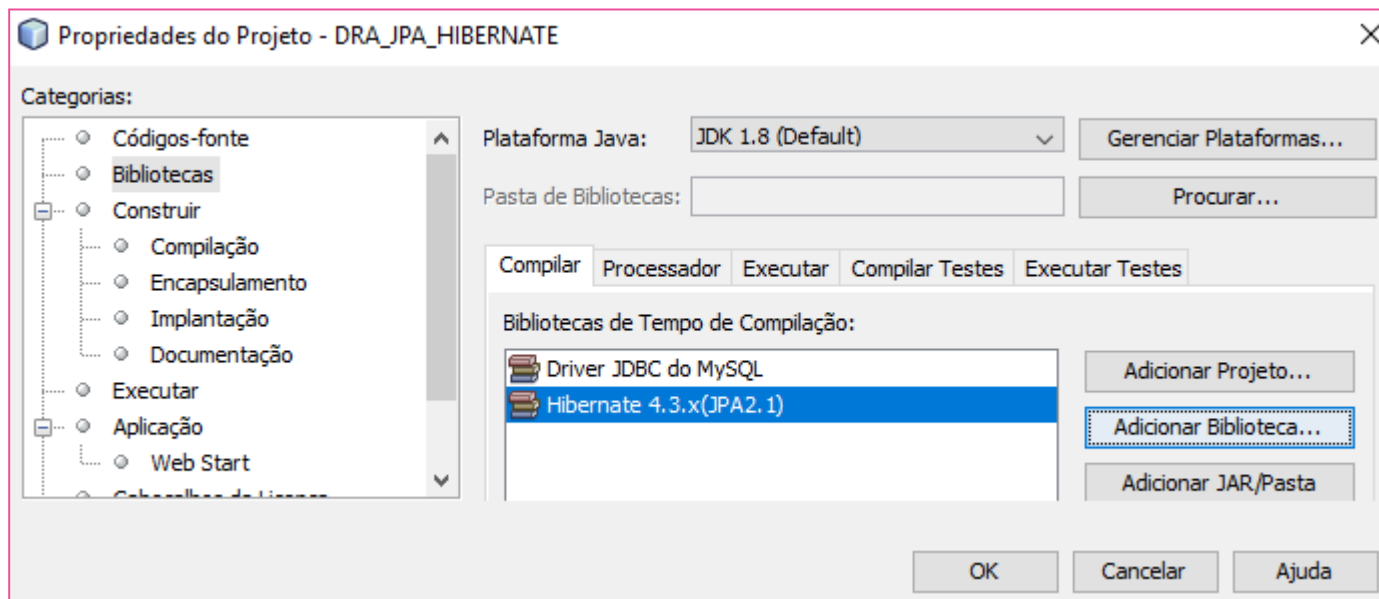 Propriedades do Projeto - DRA_JPA_HIBERNATE
Categorias:
Códigos-fonte
Bibliotecas
Construir
Compilação
Encapsulamento
Implantação
Documentação
Executar
Aplicação
Web Start
Plataforma Java: JDK 1.8 (Default) Gerenciar Plataformas...
Pasta de Bibliotecas: Procurar...
Compilar Processador Executar Compilar Testes Executar Testes
Bibliotecas de Tempo de Compilação:
Driver JDBC do MySQL
Hibernate 4.3.x(JPA2.1)
Adicionar Projeto...
Adicionar Biblioteca...
Adicionar JAR/Pasta
OK Cancelar Ajuda